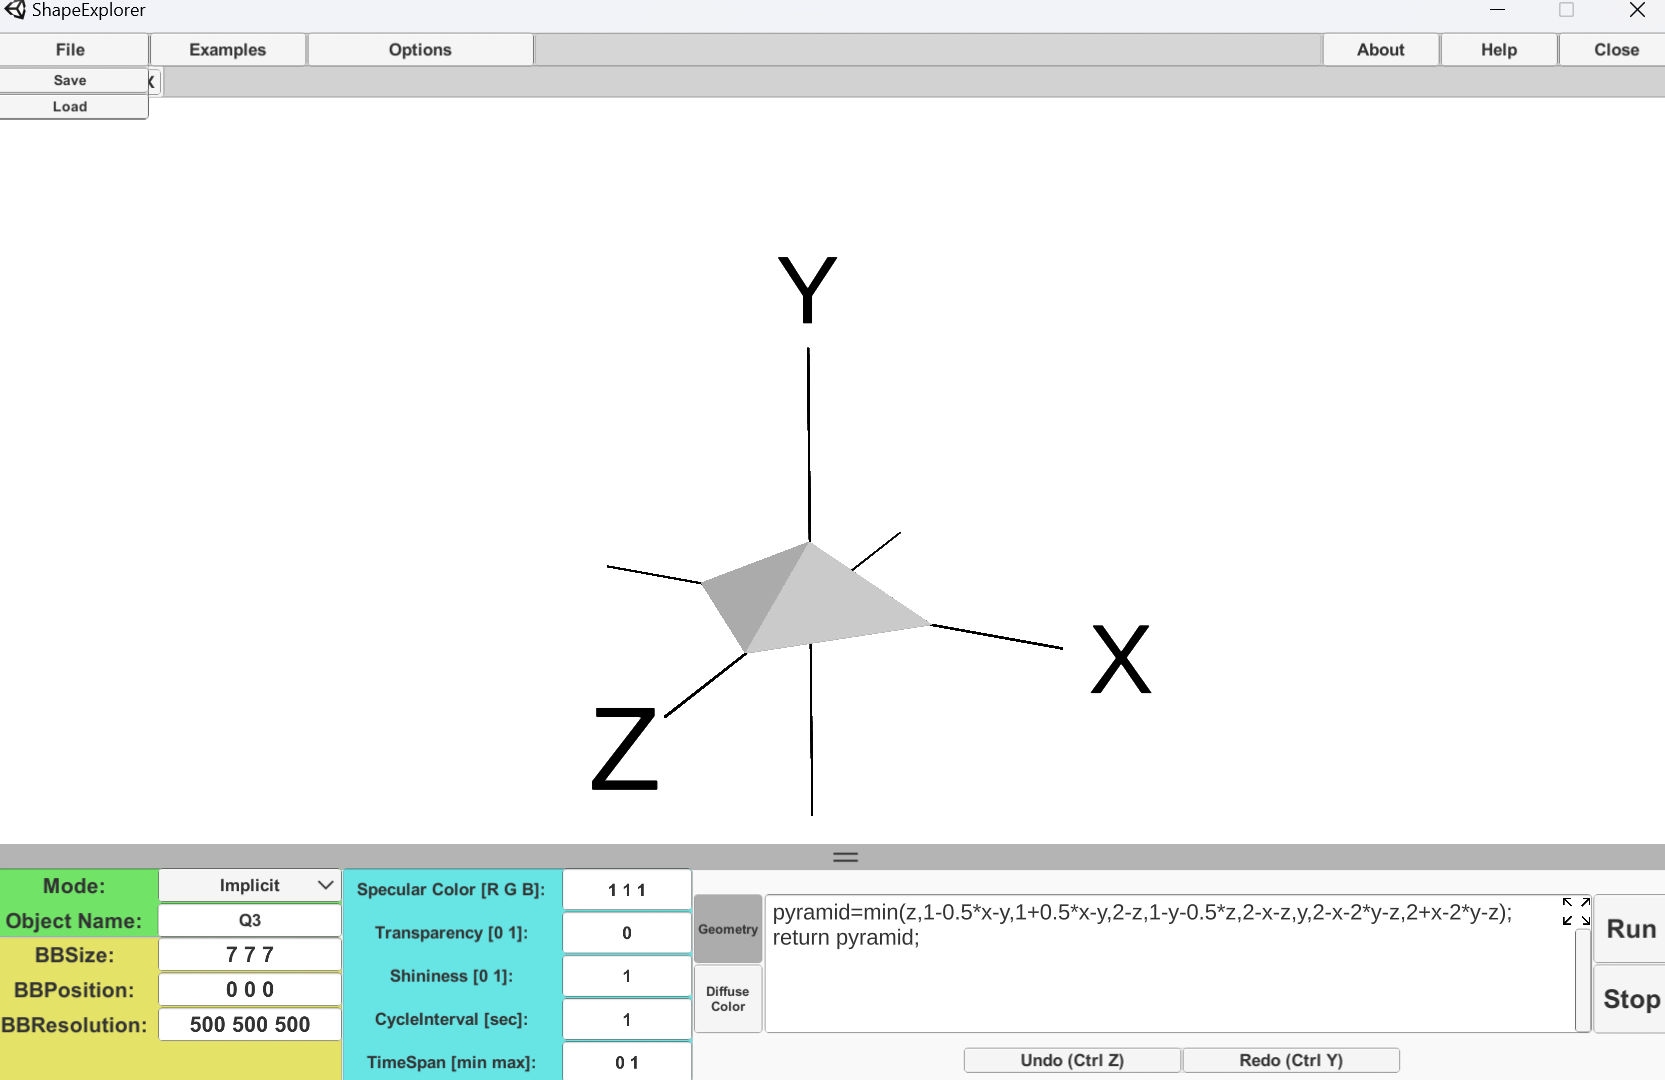 ShapeExplorer
File
Examples
Options
About
Help
Close
Save
Load
Y
X
Z
Mode:
Implicit
Object Name:
Q3
BBSize:
7 7 7
BBPosition:
0 0 0
BBResolution:
500 500 500
Specular Color [R G B]:
1 1 1
Transparency [0 1]:
0
Shininess [0 1]:
1
CycleInterval [sec]:
1
TimeSpan [min max]:
0 1
Geometry
Diffuse
Color
pyramid=min(z,1-0.5*x-y,1+0.5*x-y,2-z,1-y-0.5*z,2-x-z,y,2-x-2*y-z,2+x-2*y-z);
return pyramid;
Run
Stop
Undo (Ctrl Z)
Redo (Ctrl Y)